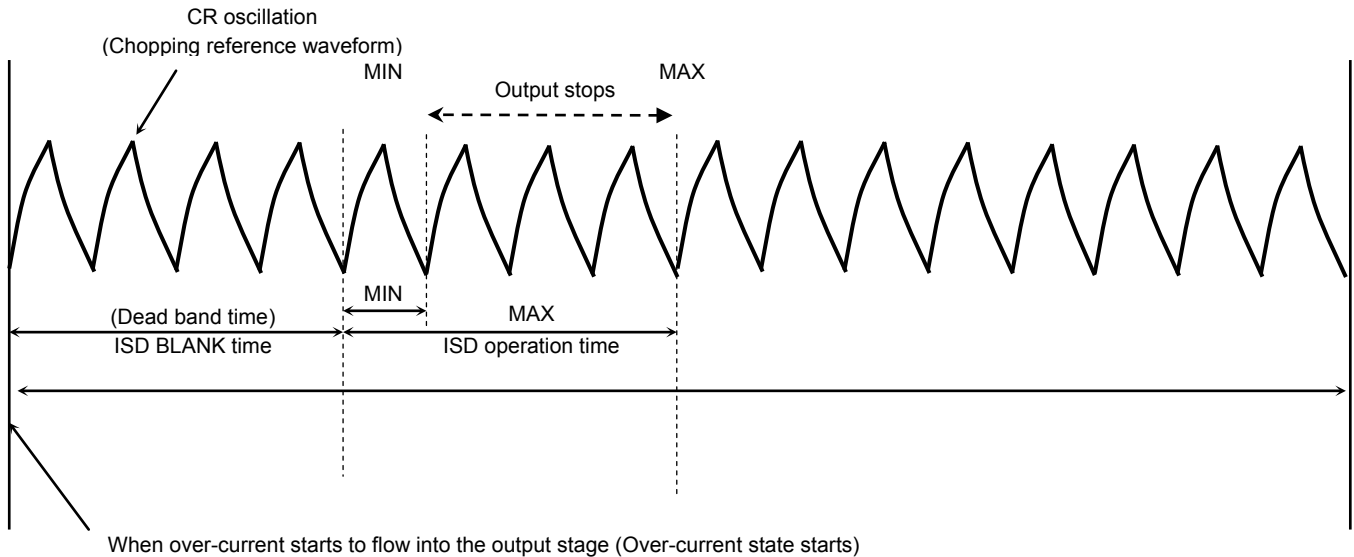 CR oscillation
(Chopping reference waveform)
MIN
MAX
Output stops
MIN
(Dead band time)
MAX
ISD BLANK time
ISD operation time
When over-current starts to flow into the output stage (Over-current state starts)